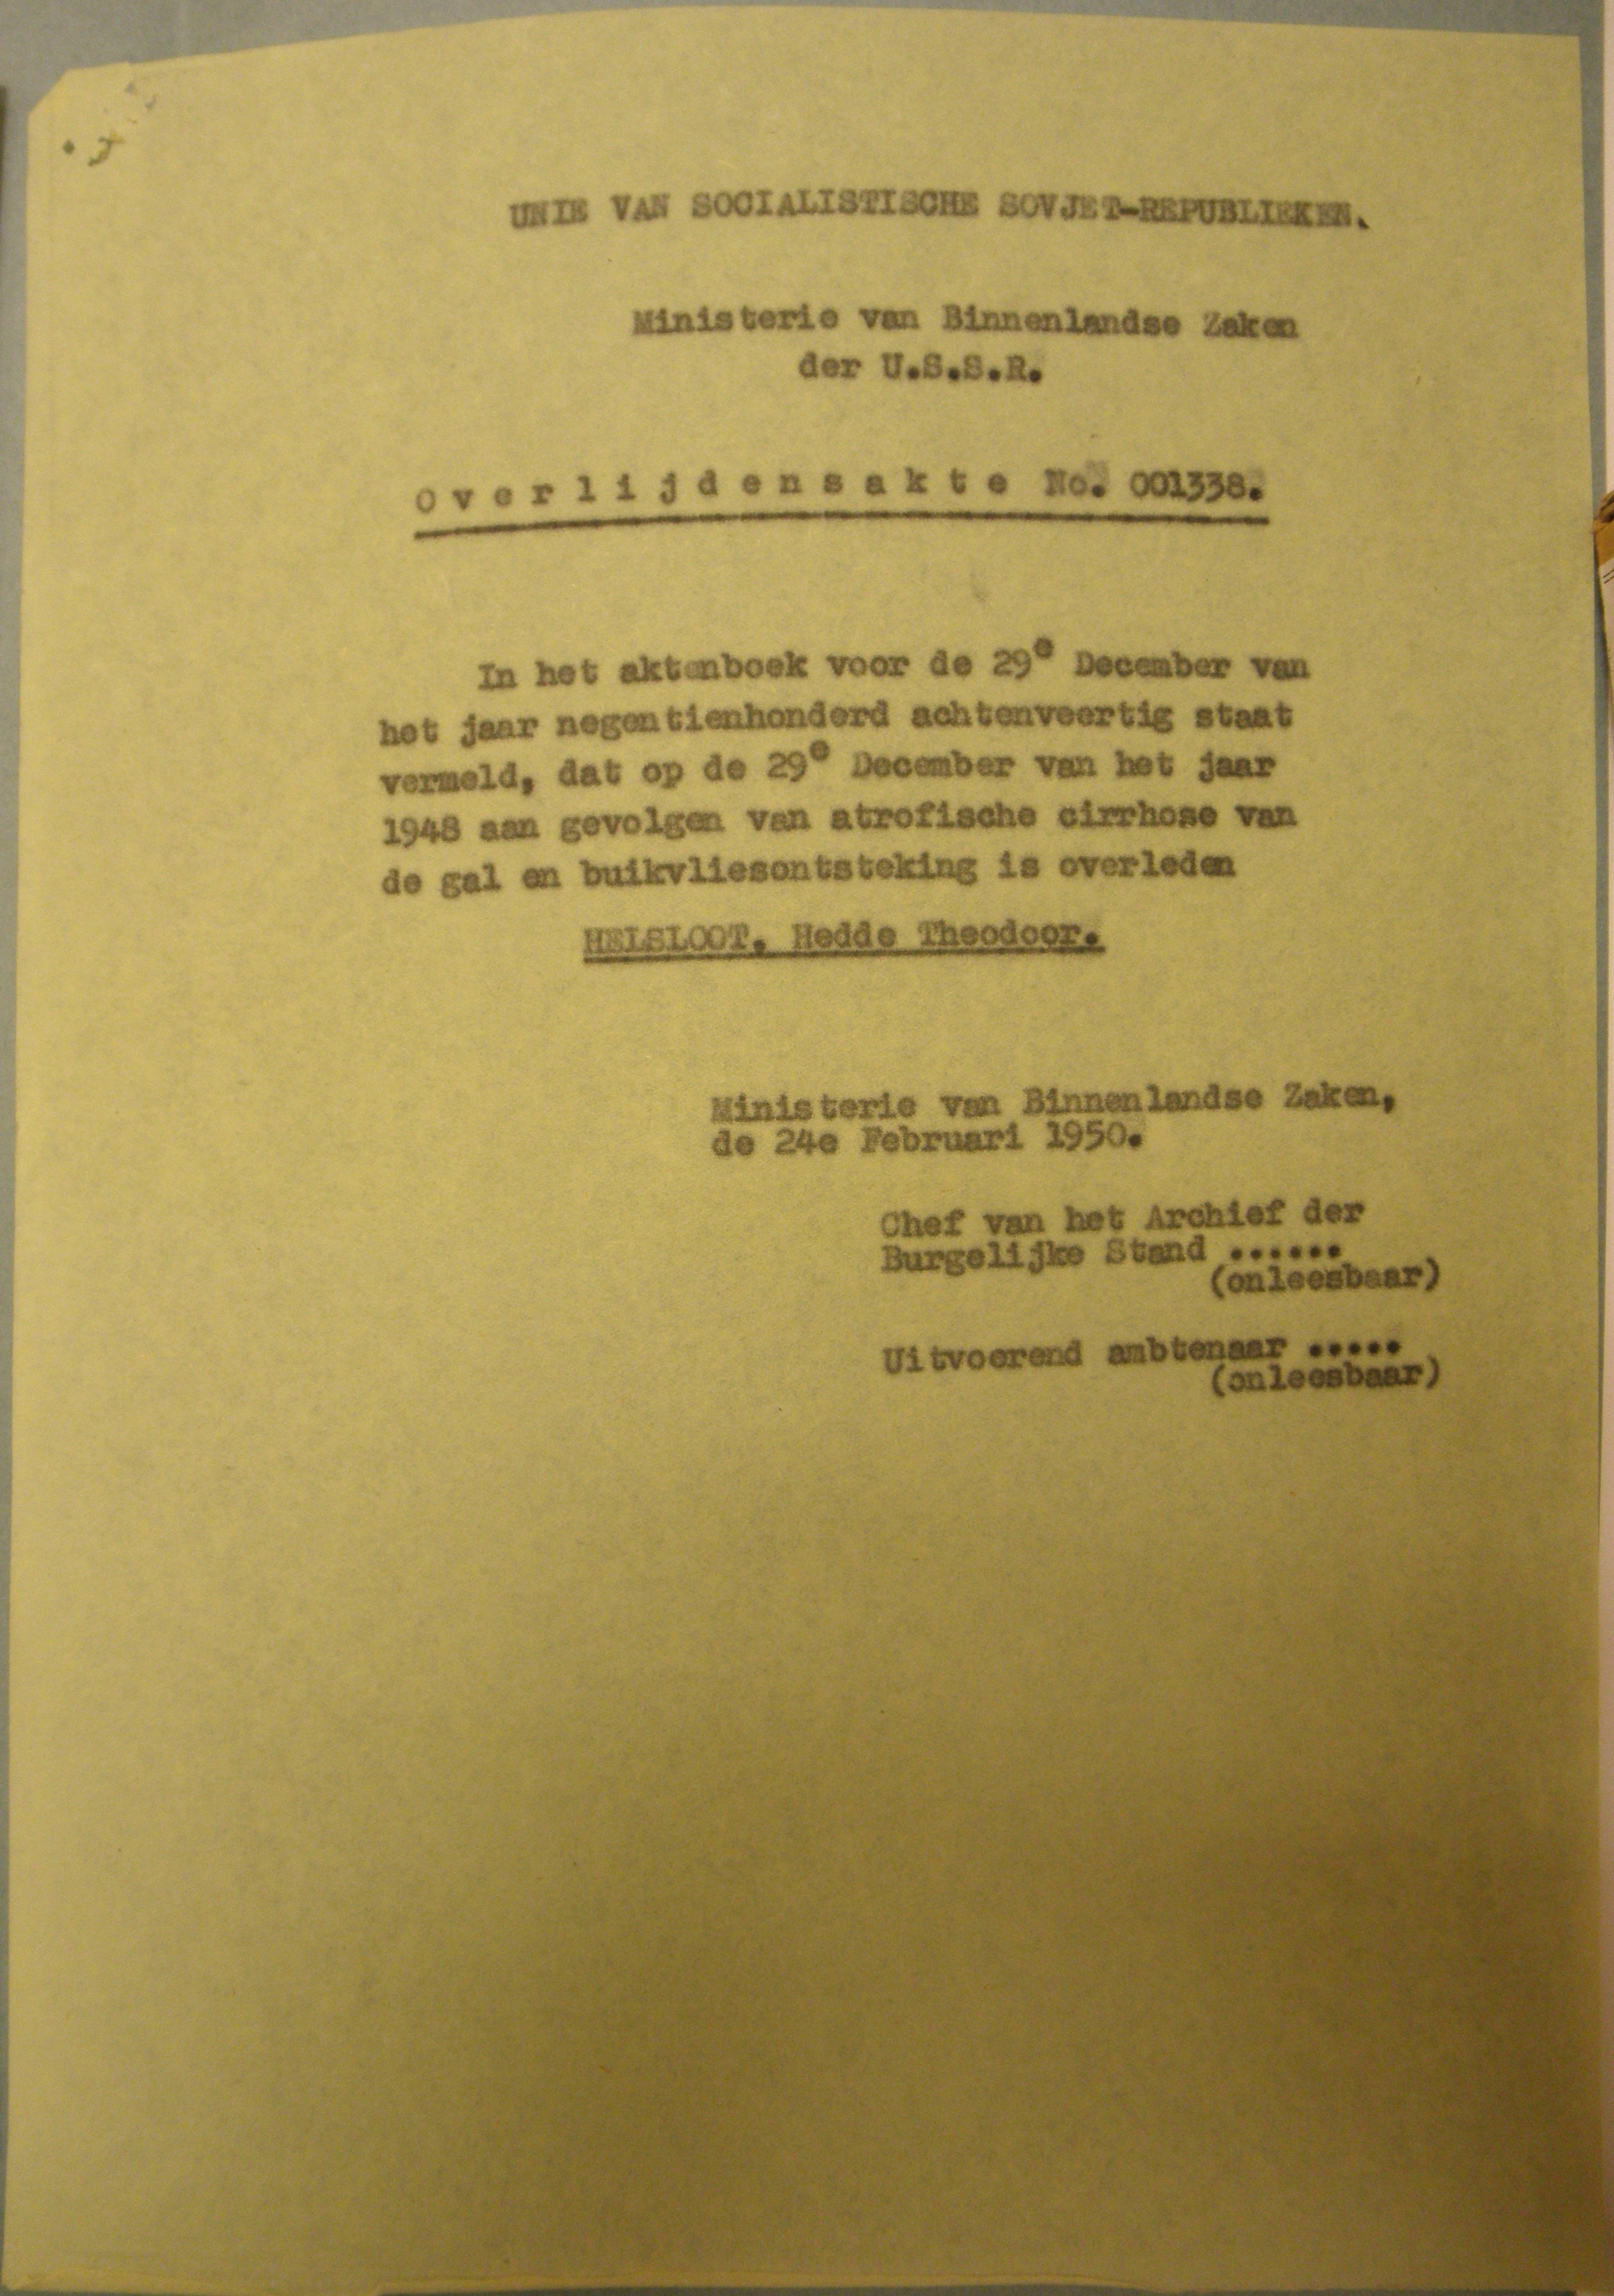 UNIE VAN SOCIALISTISCHE SOVJET-REPUBLIEKEN.
Ministerie van Binnenlandse Zaken
der U.S.S.R.
Overlijdensakte No. 001338.
In het aktenboek voor de 29e December van
het jaar negentienhonderd achtenveertig staat
vermeld, dat op de 29e December van het jaar
1948 aan gevolgen van atrofische cirrhose van
de gal en buikvliesontsteking is overleden
HELSLOOT. Hedde Theodoor.
Ministerie van Binnenlandse Zaken,
de 24e Februari 1950.
Chef van het Archief der
Burgelijke Stand ......
(onleesbaar)
Uitvoerend ambtenaar .....
(onleesbaar)